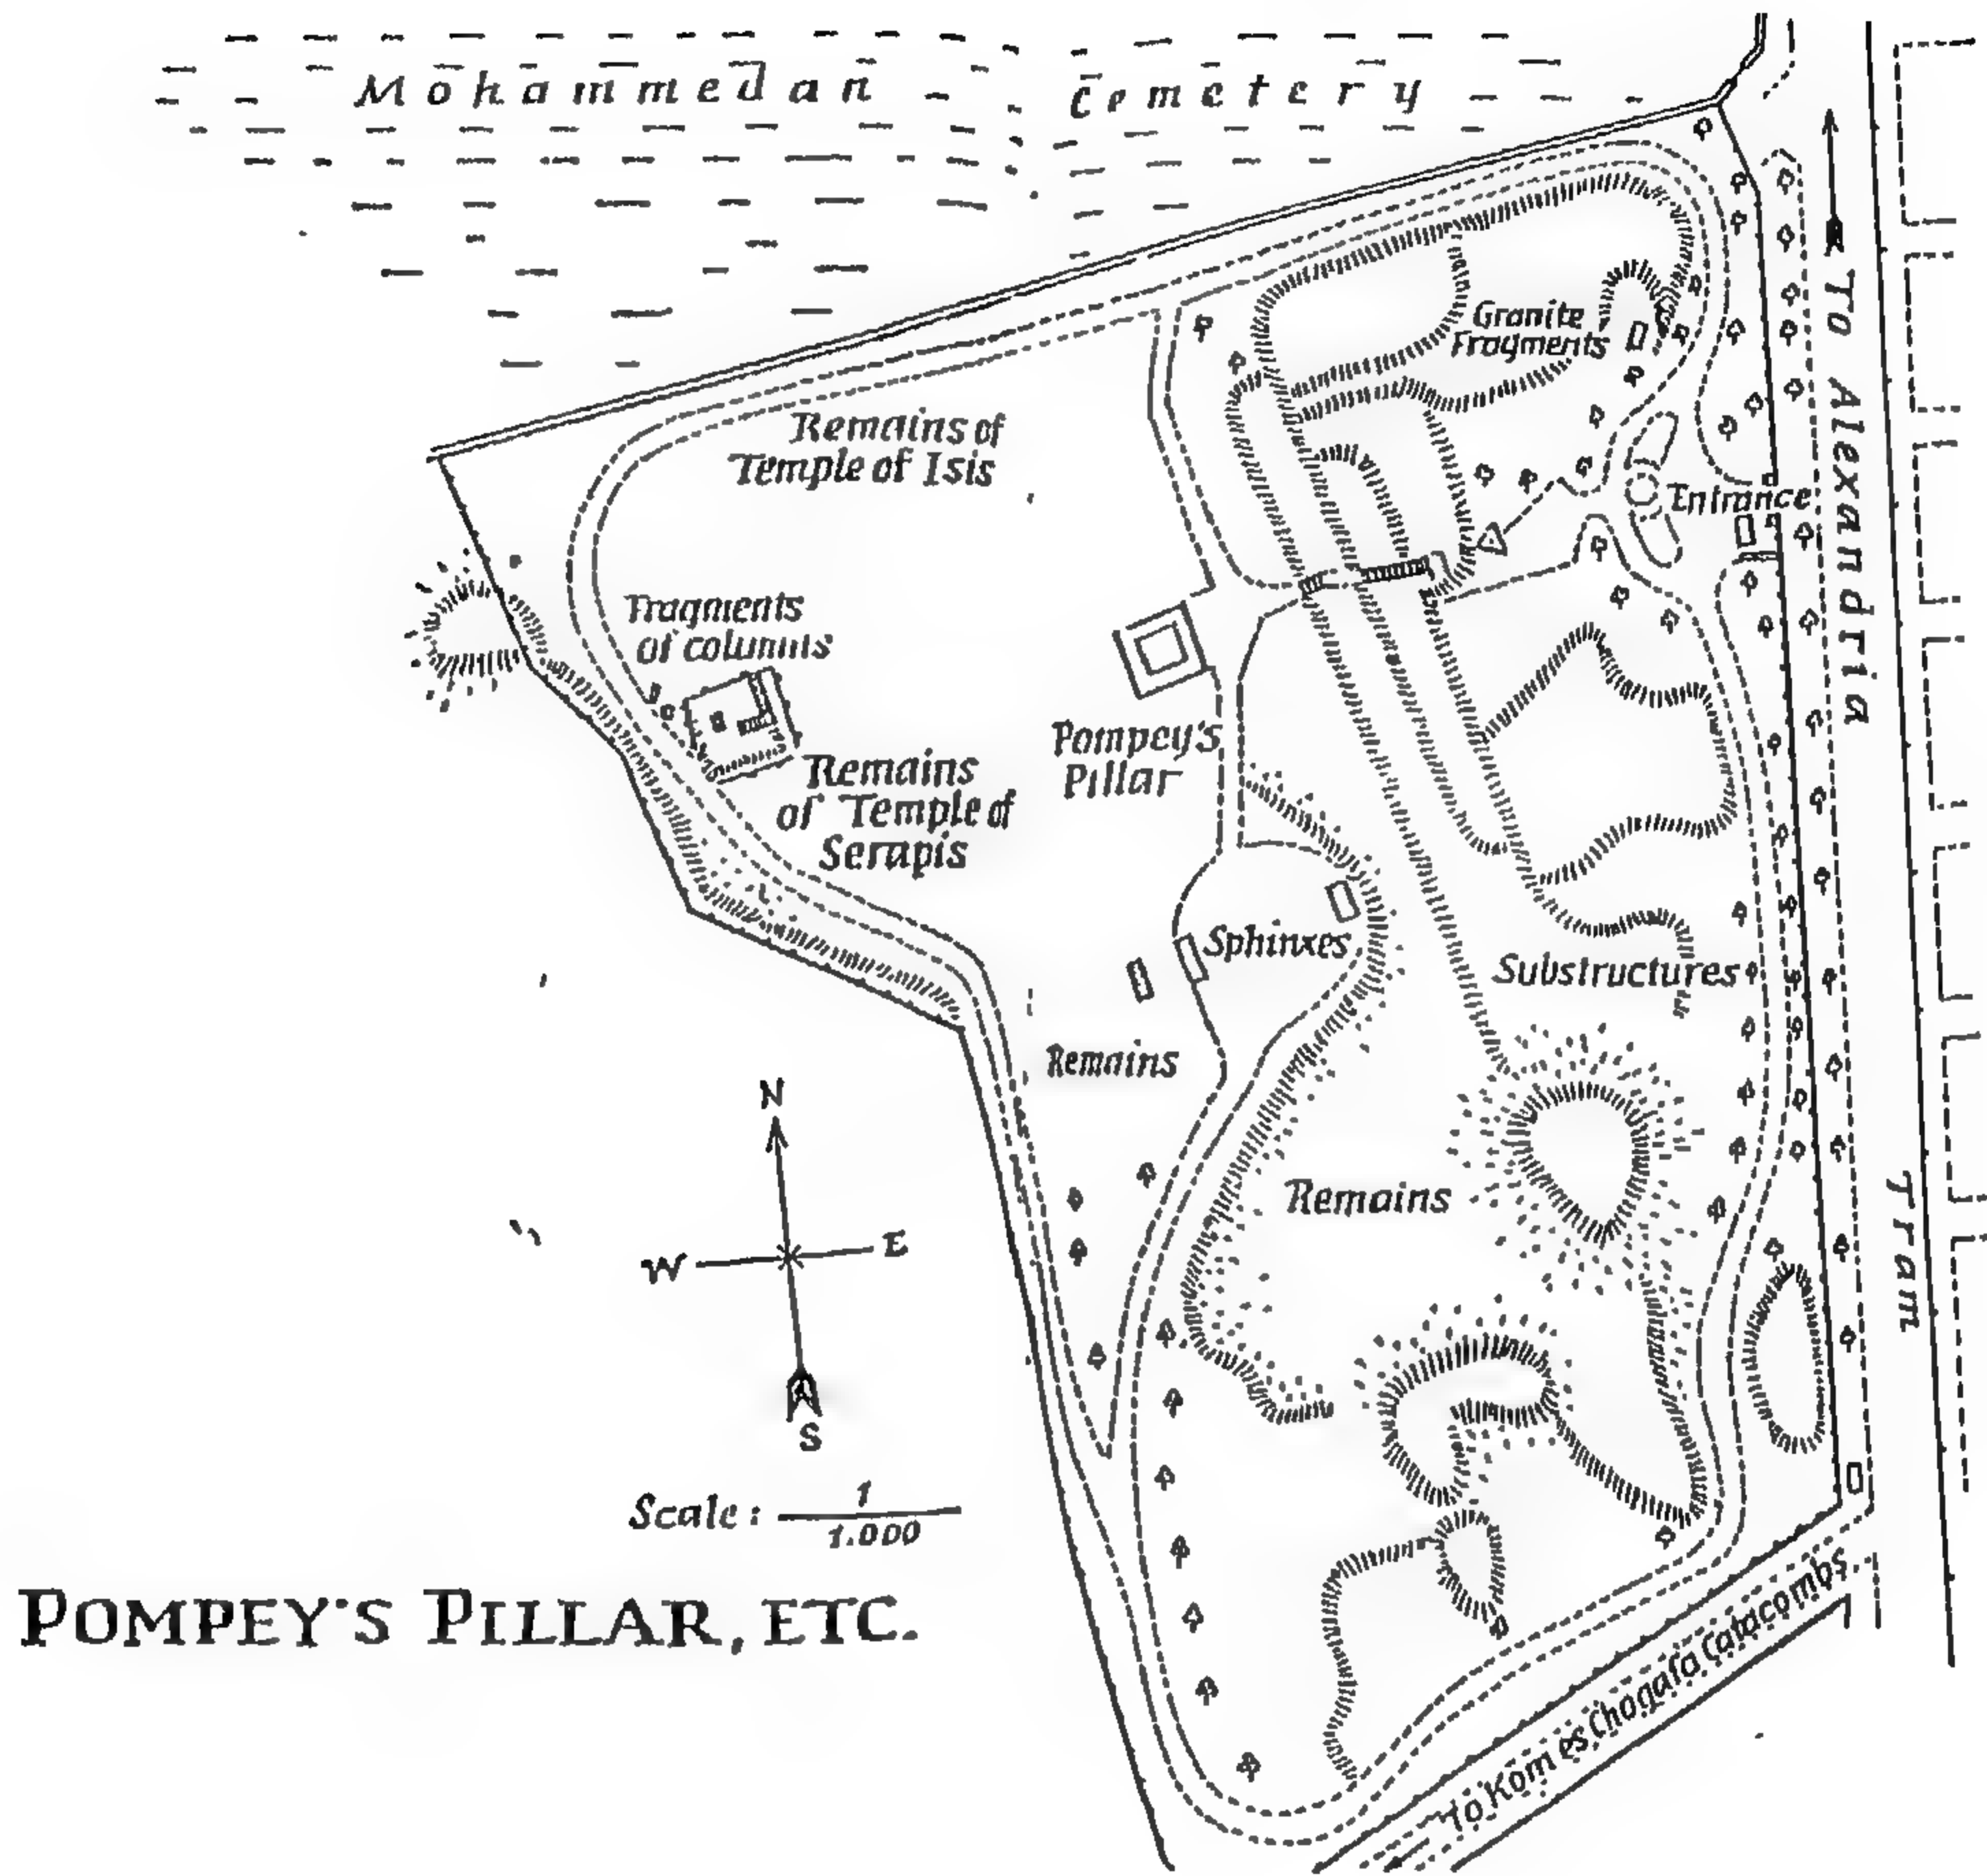 Mohammedan Cemetery
Granite
Fragments
To Alexandria
Remains of
Temple of Isis
Entrance
Fragments
of columns
Pompey's
Pillar
Remains
of Temple of
Serapis
Sphinxes
Substructures
Remains
N
Remains
Tram
W E
S
Scale: 1
1.000
To Kom es Chogafa Catacombs.
POMPEY'S PILLAR, ETC.